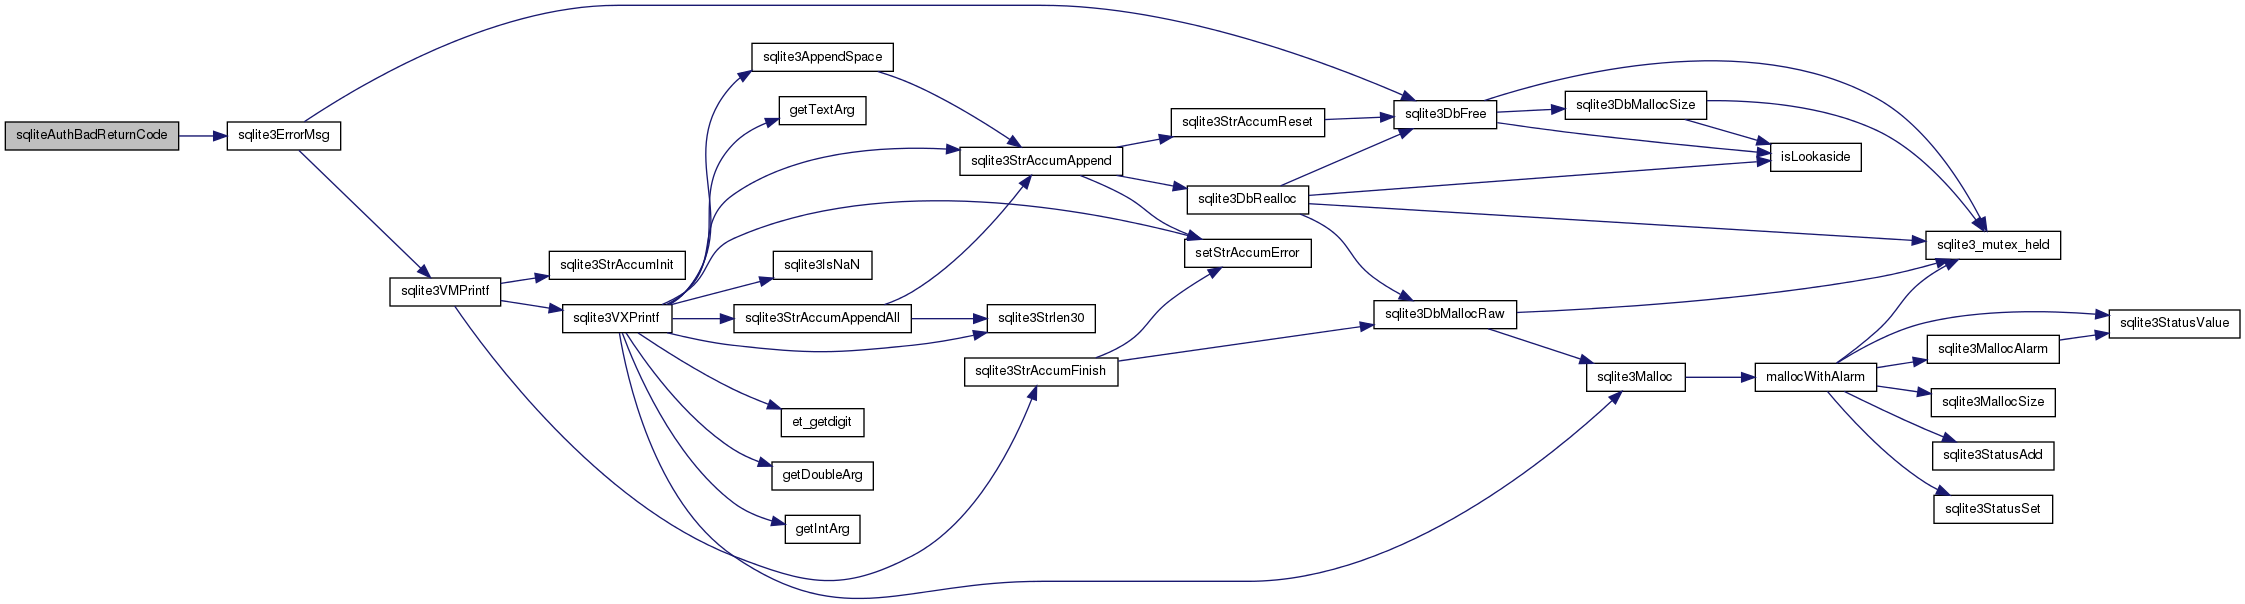 sqliteAuthBadReturnCode
sqlite3ErrorMsg
sqlite3VMPrintf
sqlite3StrAccumInit
sqlite3VXPrintf
sqlite3AppendSpace
getTextArg
sqlite3IsNaN
sqlite3StrAccumAppendAll
et_getdigit
getDoubleArg
getIntArg
sqlite3StrAccumAppend
sqlite3Strlen30
sqlite3StrAccumFinish
sqlite3StrAccumReset
sqlite3DbRealloc
setStrAccumError
sqlite3DbFree
sqlite3DbMallocRaw
sqlite3DbMallocSize
sqlite3Malloc
isLookaside
mallocWithAlarm
sqlite3_mutex_held
sqlite3MallocAlarm
sqlite3MallocSize
sqlite3StatusAdd
sqlite3StatusSet
sqlite3StatusValue